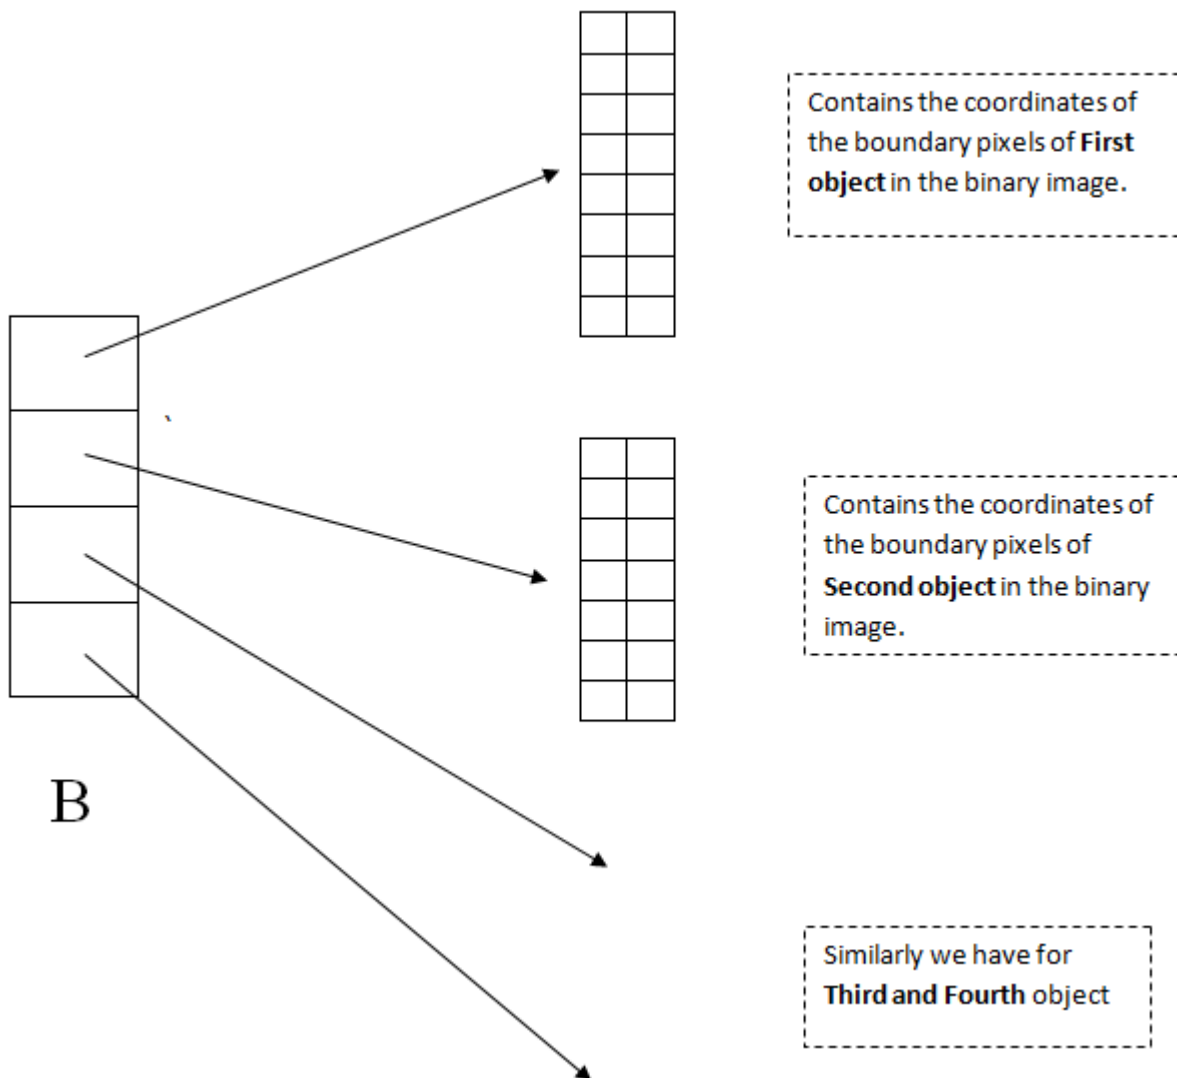 Contains the coordinates of
the boundary pixels of First
object in the binary image.
Contains the coordinates of
the boundary pixels of
Second object in the binary
image.
B
Similarly we have for
Third and Fourth object